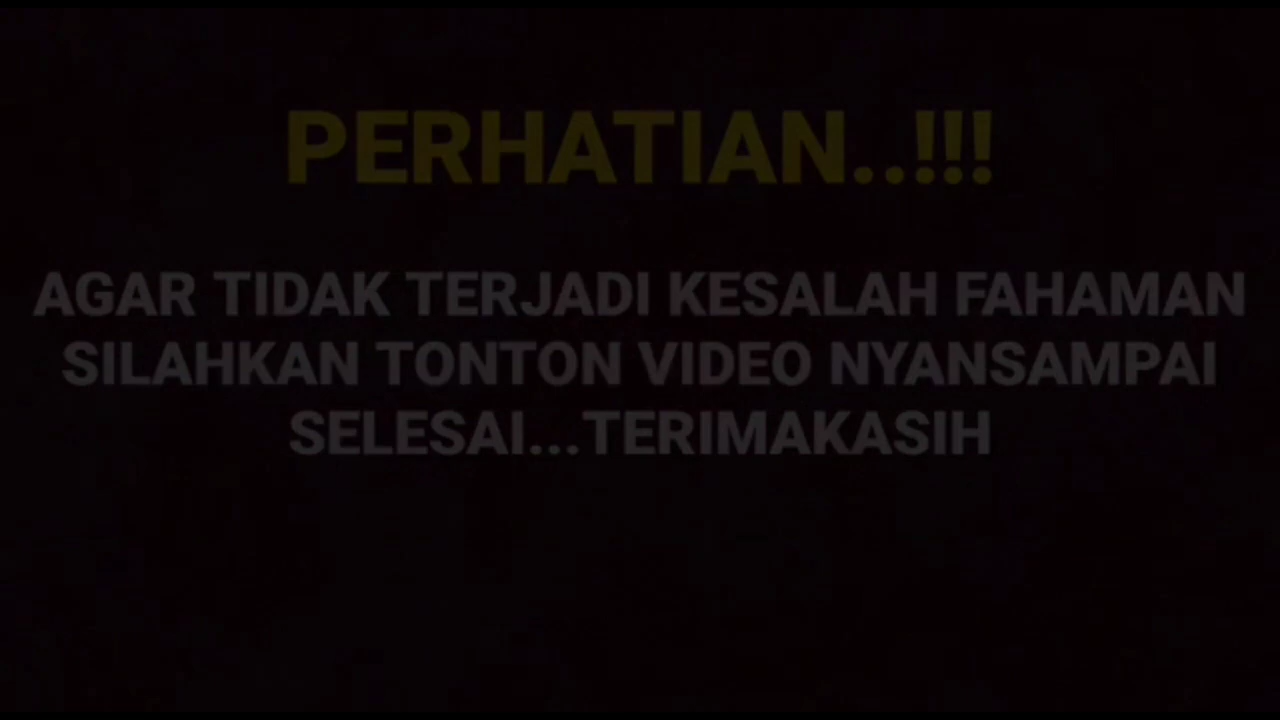 PERHATIAN..!!!
AGAR TIDAK TERJADI KESALAH FAHAMAN
SILAHKAN TONTON VIDEO NYANSAMPAI
SELESAI...TERIMAKASIH